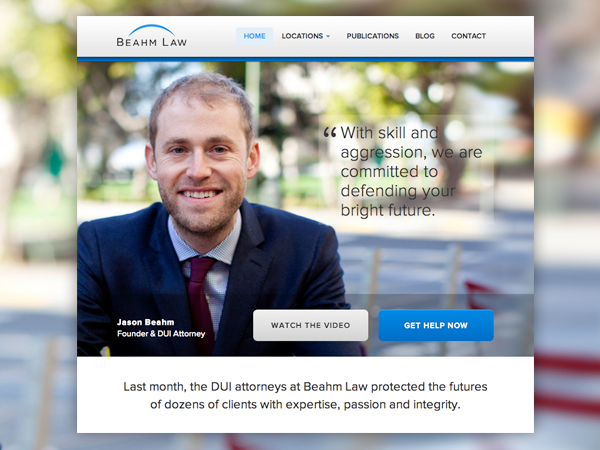 BEAHM LAW
HOME LOCATIONS PUBLICATIONS BLOG CONTACT
“With skill and
aggression, we are
committed to
defending your
bright future.
Jason Beahm
Founder & DUI Attorney
WATCH THE VIDEO
GET HELP NOW
Last month, the DUI attorneys at Beahm Law protected the futures
of dozens of clients with expertise, passion and integrity.